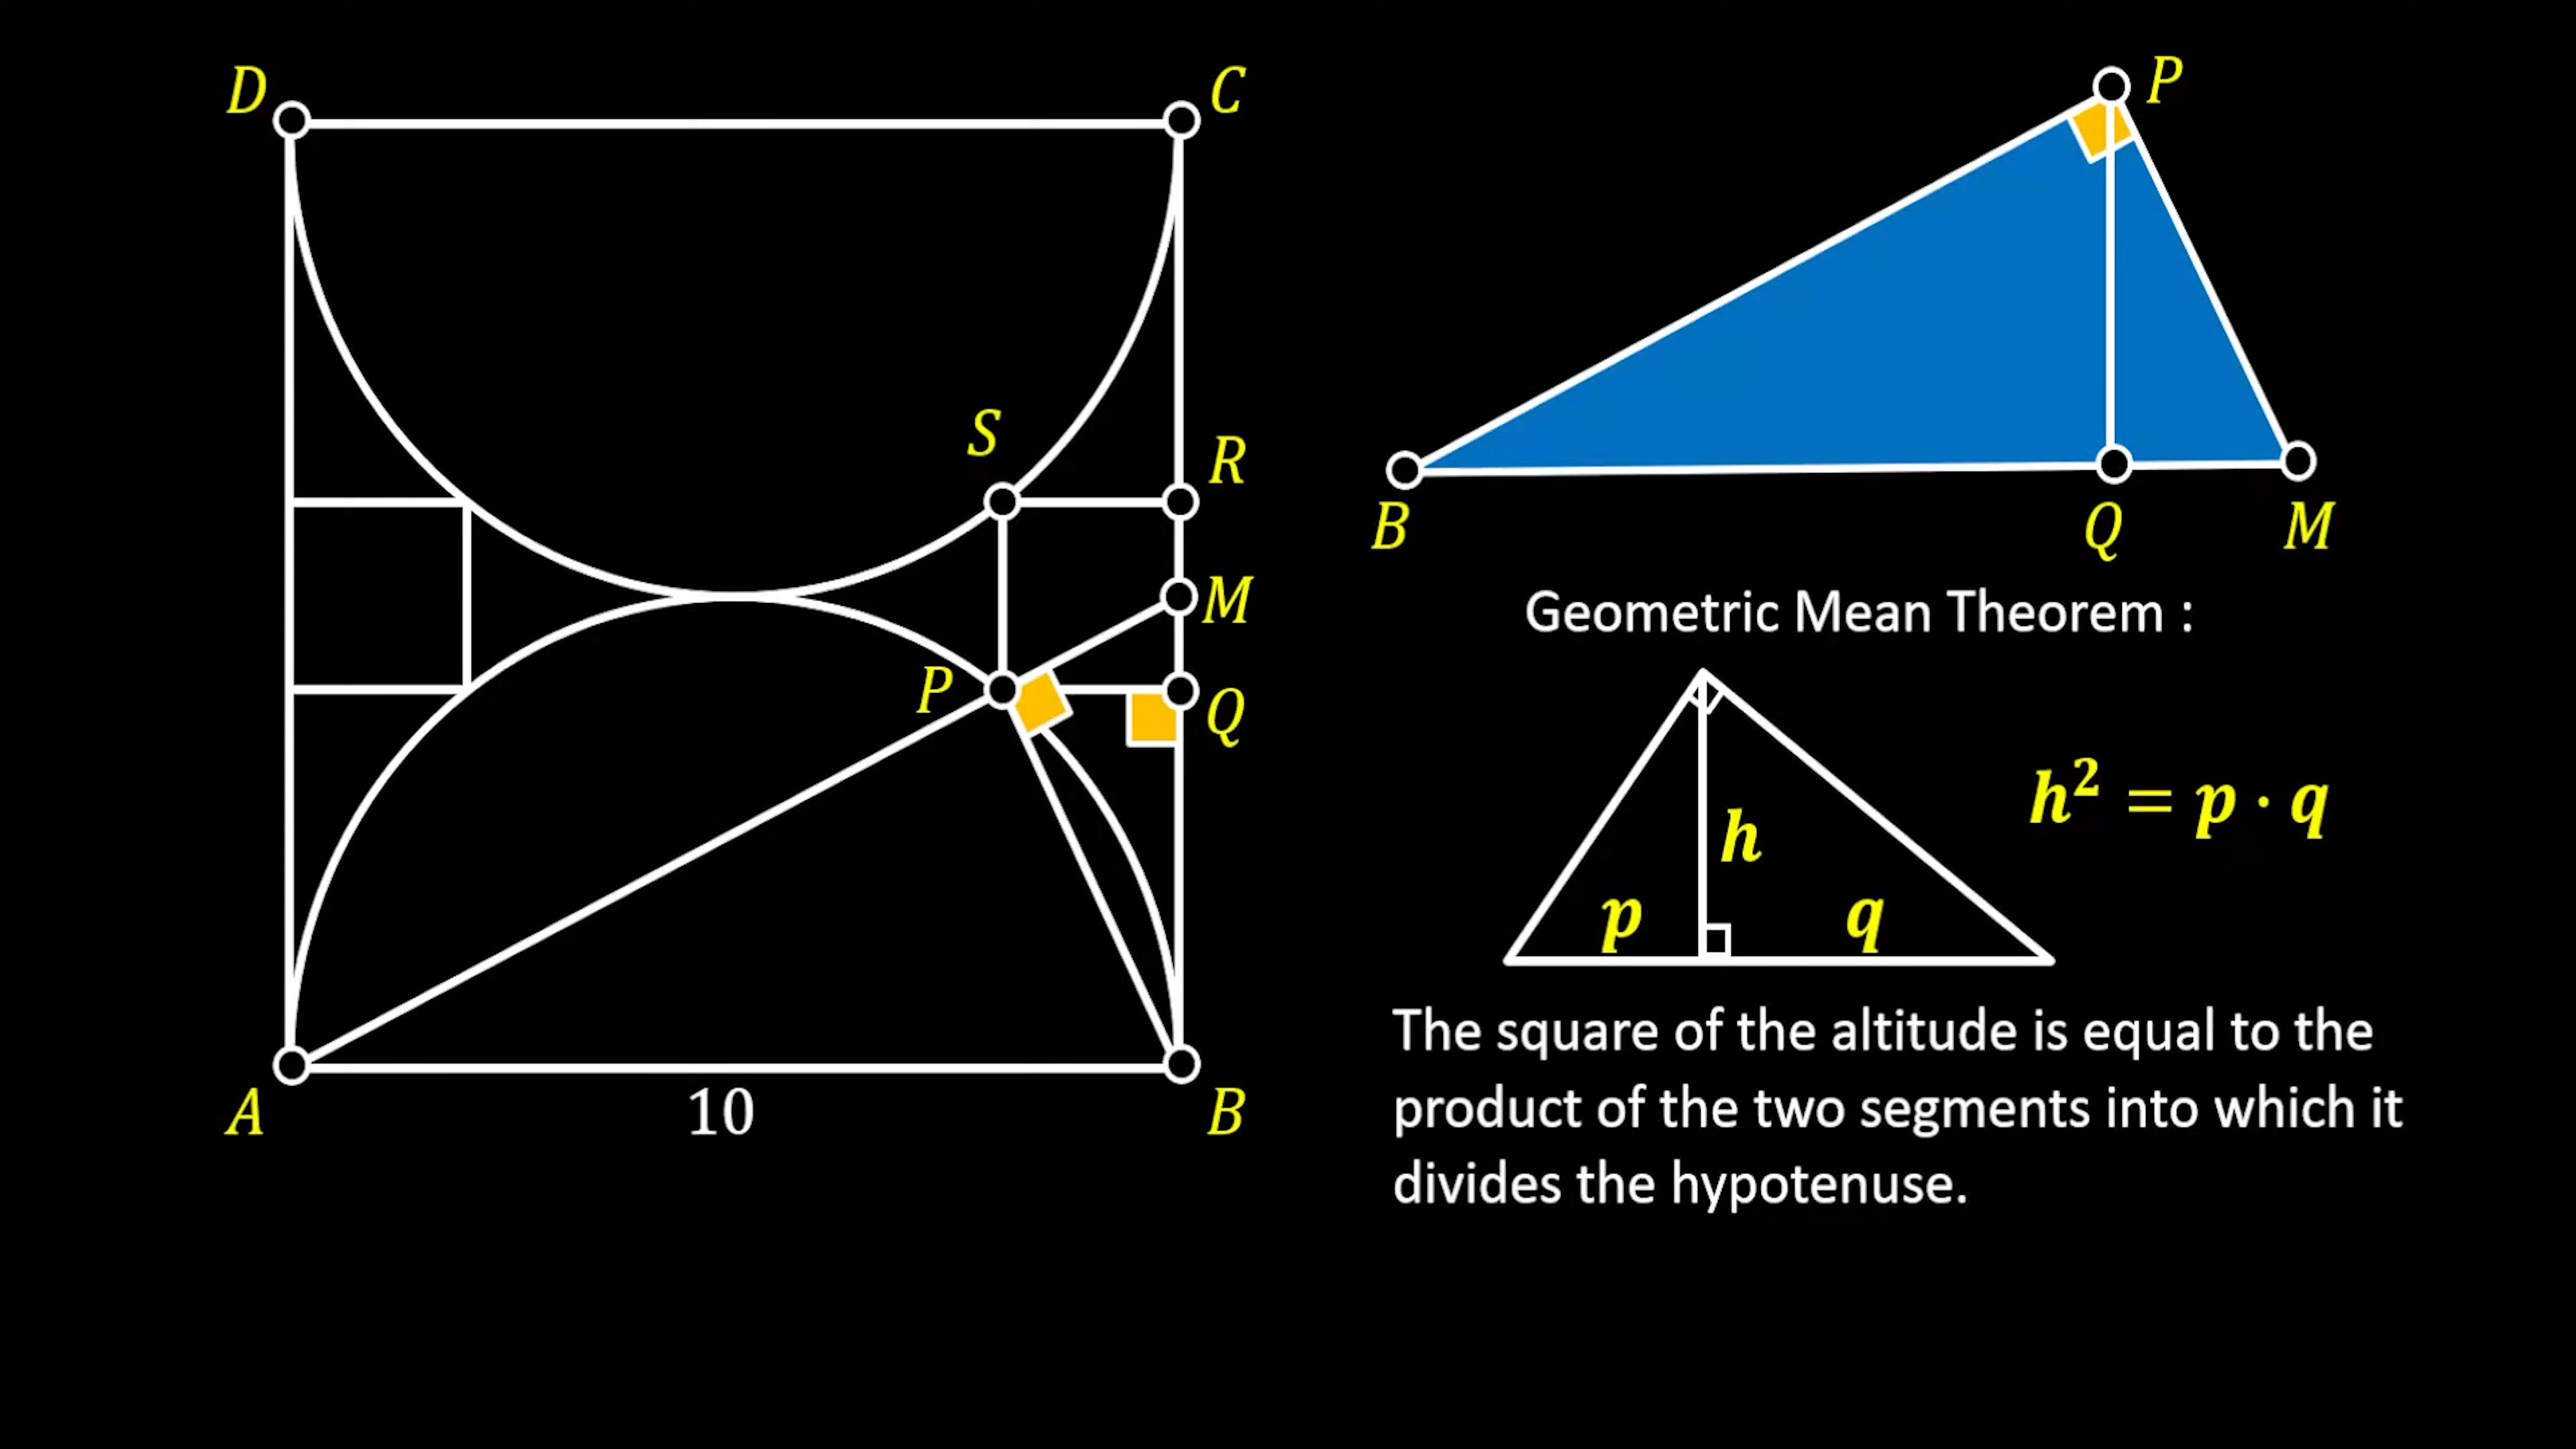 D
C
S
R
M
P
Q
A
10
B
P
B
Q
M
Geometric Mean Theorem :
h
p
q
h² = p · q
The square of the altitude is equal to the
product of the two segments into which it
divides the hypotenuse.